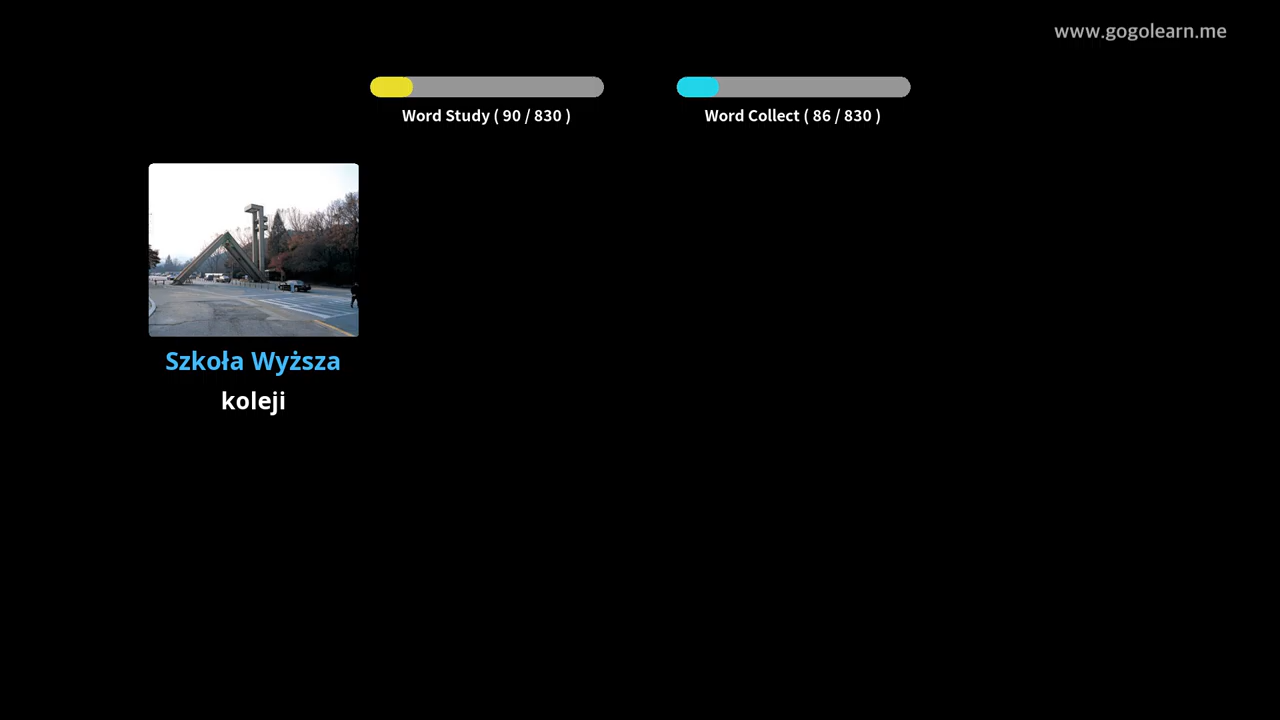 www.gogolearn.me
Word Study ( 90 / 830 )
Word Collect ( 86 / 830 )
Szkoła Wyższa
koleji